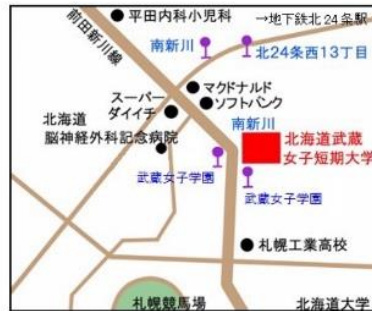 平田内科小児科
→地下鉄北24条駅
前田新川線
南新川
北24条西13丁目
マクドナルド
ソフトバンク
スーパー
ダイイチ
南新川
北海道
脳神経外科記念病院
北海道武蔵
女子短期大学
武蔵女子学園
武蔵女子学園
札幌工業高校
札幌競馬場
北海道大学